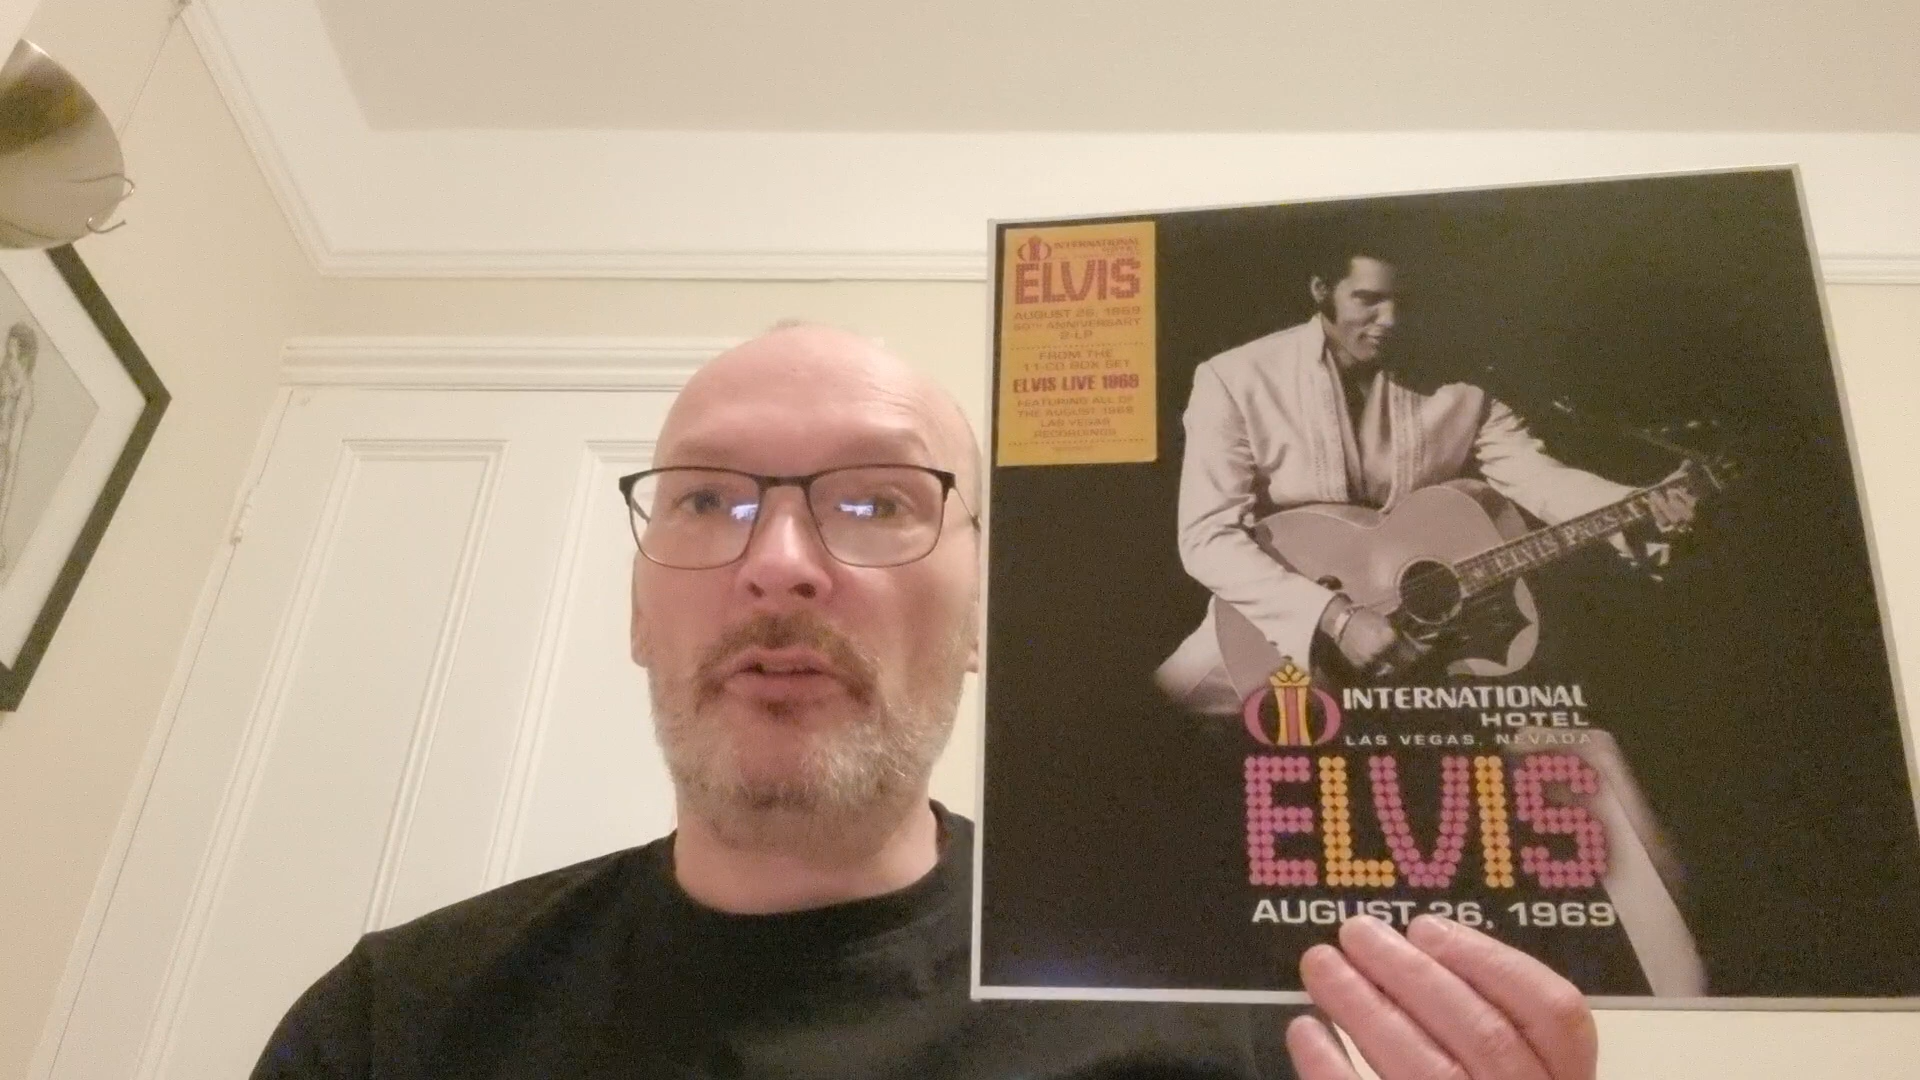 INTERNATIONAL
HOTEL
ELVIS
AUGUST 26, 1969
50TH ANNIVERSARY
2-LP
FROM THE
11-CD BOX SET
ELVIS LIVE 1969
FEATURING ALL OF
THE AUGUST 1969
LAS VEGAS
RECORDINGS
ELVIS PRESLEY
INTERNATIONAL
HOTEL
LAS VEGAS, NEVADA
ELVIS
AUGUST 26, 1969